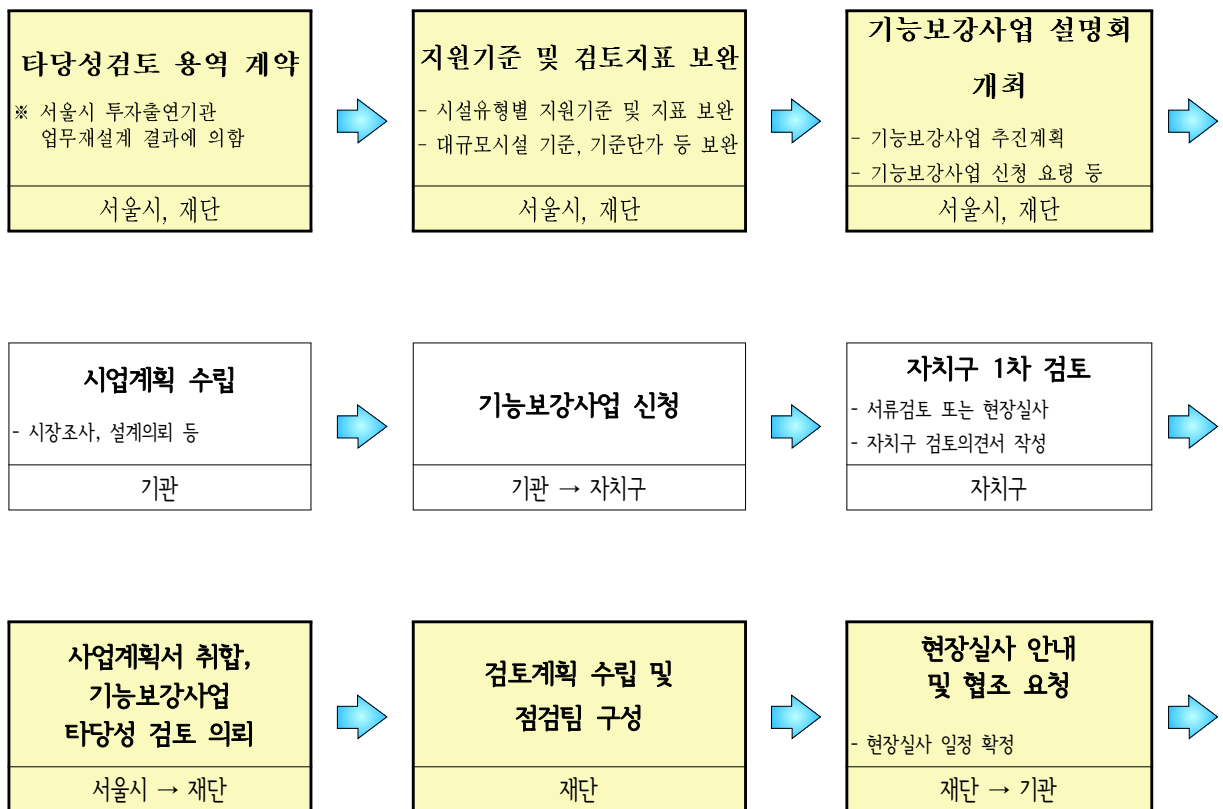 타당성검토 용역 계약
※ 서울시 투자출연기관
업무재설계 결과에 의함
서울시, 재단
지원기준 및 검토지표 보완
- 시설유형별 지원기준 및 지표 보완
- 대규모시설 기준, 기준단가 등 보완
서울시, 재단
기능보강사업 설명회
개최
- 기능보강사업 추진계획
- 기능보강사업 신청 요령 등
서울시, 재단
시업계획 수립
- 시장조사, 설계의뢰 등
기관
기능보강사업 신청
기관 → 자치구
자치구 1차 검토
- 서류검토 또는 현장실사
- 자치구 검토의견서 작성
자치구
사업계획서 취합,
기능보강사업
타당성 검토 의뢰
서울시 → 재단
검토계획 수립 및
점검팀 구성
재단
현장실사 안내
및 협조 요청
- 현장실사 일정 확정
재단 → 기관